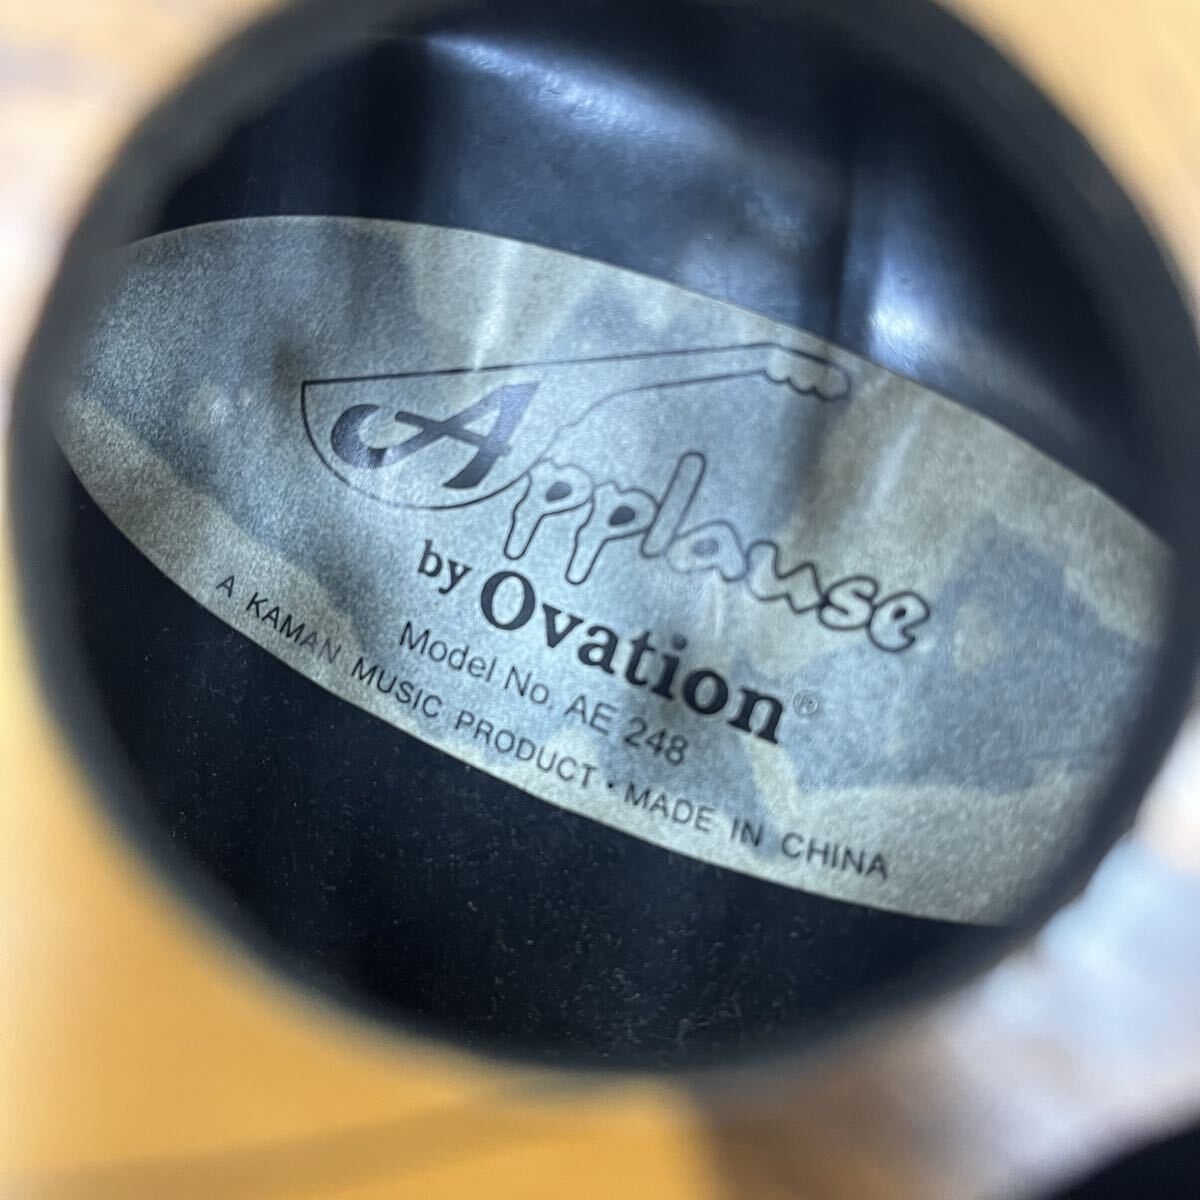 Applause
by Ovation®
Model No. AE 248
A KAMAN MUSIC PRODUCT · MADE IN CHINA